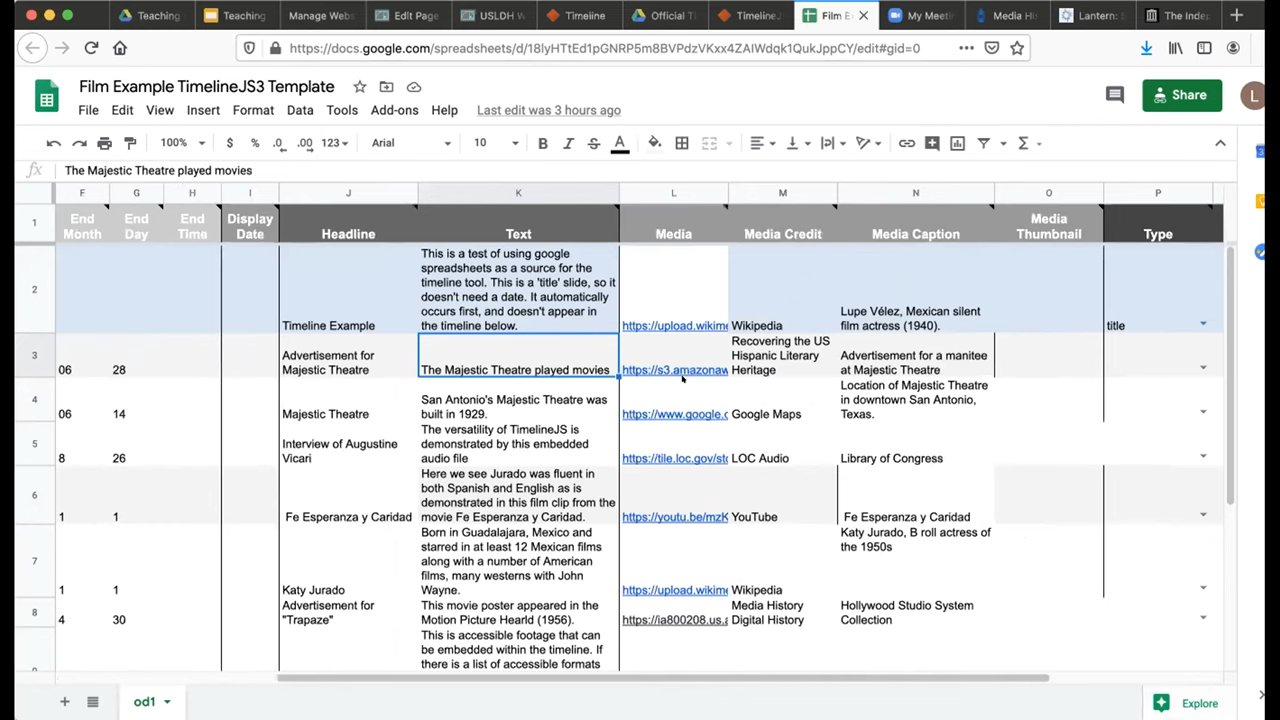 Teaching
Teaching
Manage Webs
Edit Page
USLDH W
Timeline
Official Ti
TimelineJ
Film E
My Meeti
Media Hi
Lantern: S
The Inde
https://docs.google.com/spreadsheets/d/
/edit#gid=0
Film Example TimelineJS3 Template
File Edit View Insert Format Data Tools Add-ons Help Last edit was 3 hours ago
Share
L
100% $ % .0 .00 123 Arial 10 B I S A
fx The Majestic Theatre played movies
F G H I J K L M N O P
1
End
Month
End
Day
End
Time
Display
Date
Headline
Text
Media
Media Credit
Media Caption
Media
Thumbnail
Type
2
Timeline Example
This is a test of using google
spreadsheets as a source for the
timeline tool. This is a 'title' slide, so it
doesn't need a date. It automatically
occurs first, and doesn't appear in
the timeline below.
https://upload.wikime
Wikipedia
Lupe Vélez, Mexican silent
film actress (1940).
title
3
06
28
Advertisement for
Majestic Theatre
The Majestic Theatre played movies
https://s3.amazonaw
Recovering the US
Hispanic Literary
Heritage
Advertisement for a manitee
at Majestic Theatre
4
06
14
Majestic Theatre
San Antonio's Majestic Theatre was
built in 1929.
https://www.google.c
Google Maps
Location of Majestic Theatre
in downtown San Antonio,
Texas.
5
8
26
Interview of Augustine
Vicari
The versatility of TimelineJS is
demonstrated by this embedded
audio file
https://tile.loc.gov/sto
LOC Audio
Library of Congress
6
1
1
Fe Esperanza y Caridad
Here we see Jurado was fluent in
both Spanish and English as is
demonstrated in this film clip from the
movie Fe Esperanza y Caridad.
https://youtu.be/mzK
YouTube
Fe Esperanza y Caridad
7
1
1
Katy Jurado
Born in Guadalajara, Mexico and
starred in at least 12 Mexican films
along with a number of American
films, many westerns with John
Wayne.
https://upload.wikime
Wikipedia
Katy Jurado, B roll actress of
the 1950s
8
4
30
Advertisement for
"Trapaze"
This movie poster appeared in the
Motion Picture Hearld (1956).
https://ia800208.us.a
Media History
Digital History
Hollywood Studio System
Collection
This is accessible footage that can
be embedded within the timeline. If
there is a list of accessible formats
od1
Explore